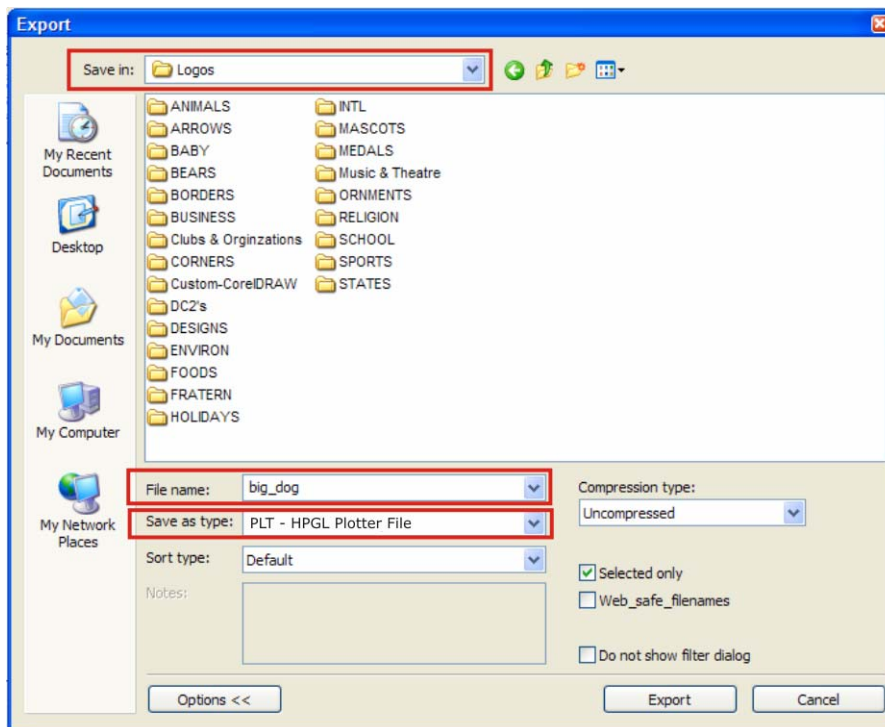 Export
Save in: Logos
My Recent
Documents
Desktop
My Documents
My Computer
My Network
Places
ANIMALS
ARROWS
BABY
BEARS
BORDERS
BUSINESS
Clubs & Orginzations
CORNERS
Custom-CorelDRAW
DC2's
DESIGNS
ENVIRON
FOODS
FRATERN
HOLIDAYS
INTL
MASCOTS
MEDALS
Music & Theatre
ORNMENTS
RELIGION
SCHOOL
SPORTS
STATES
File name: big_dog
Save as type: PLT - HPGL Plotter File
Sort type: Default
Notes:
Compression type:
Uncompressed
Selected only
Web_safe_filenames
Do not show filter dialog
Options <<
Export
Cancel